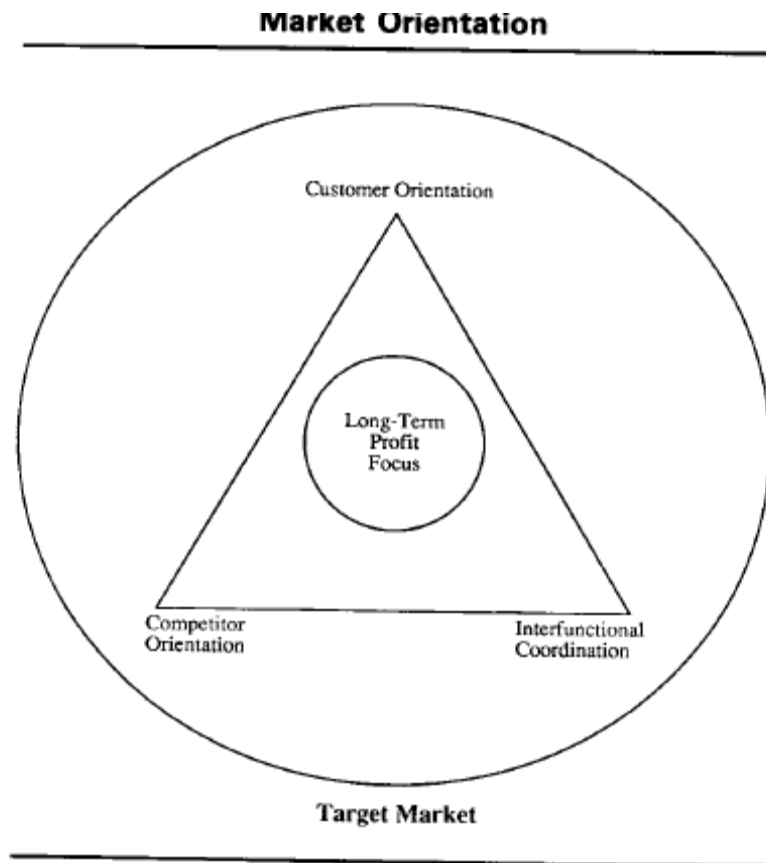 Market Orientation
Customer Orientation
Long-Term
Profit
Focus
Competitor
Orientation
Interfunctional
Coordination
Target Market